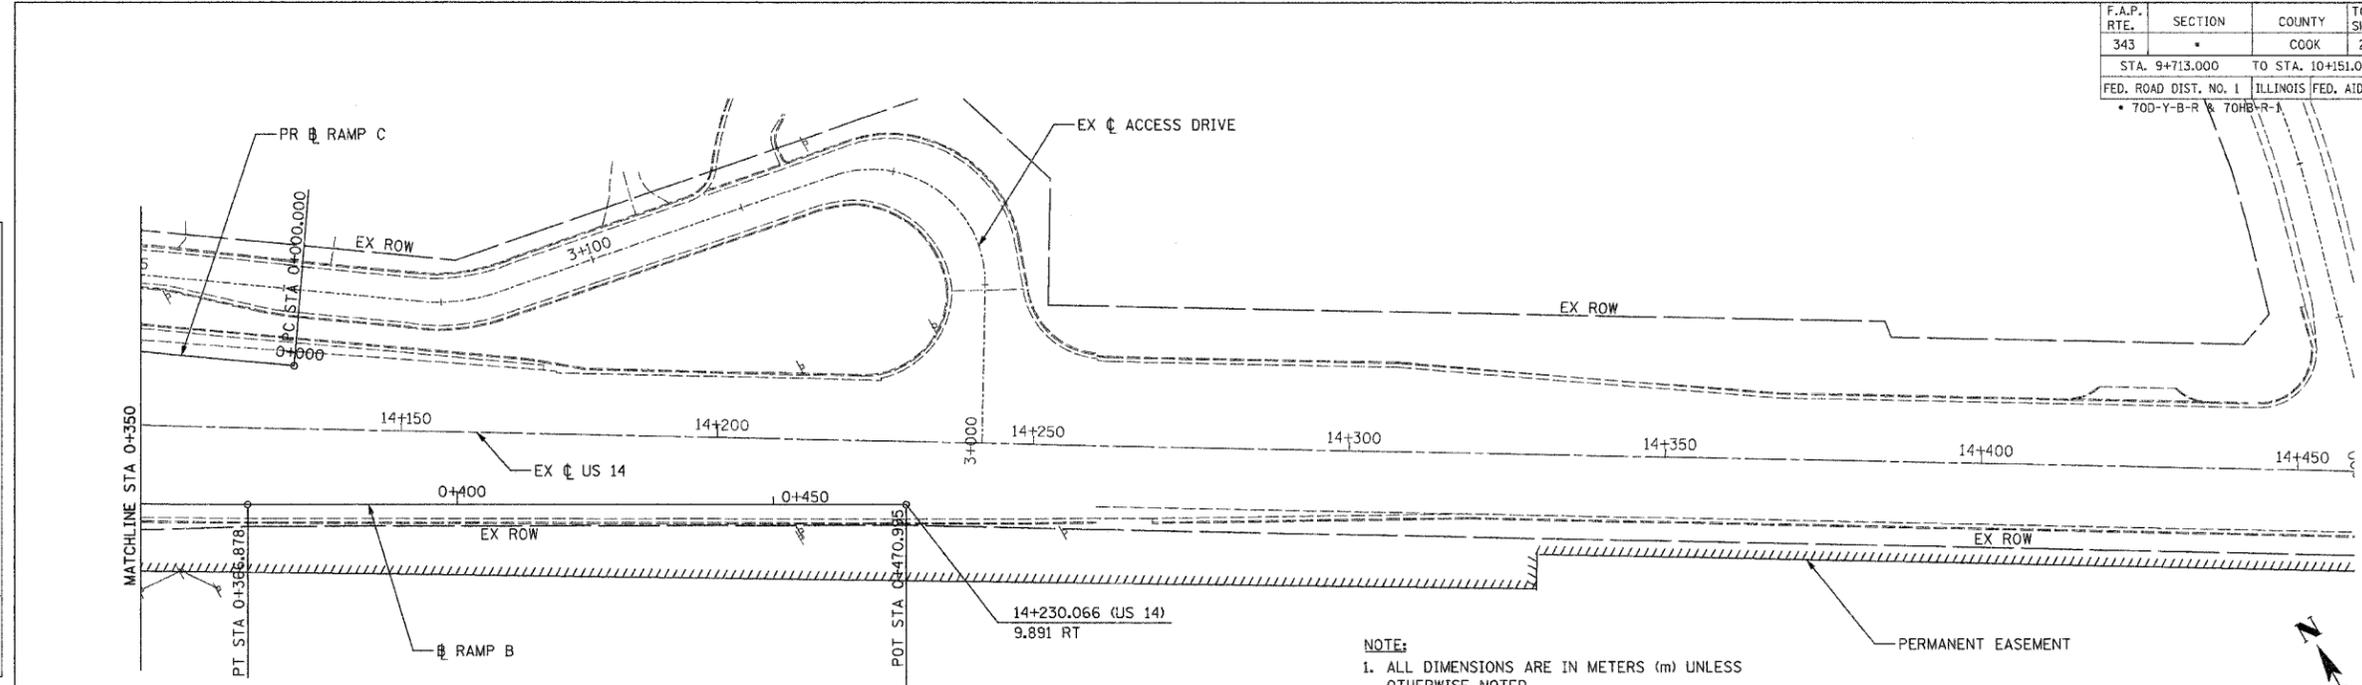 F.A.P. RTE. SECTION COUNTY
343 • COOK
STA. 9+713.000 TO STA. 10+151.0
FED. ROAD DIST. NO. 1 ILLINOIS FED. AID
• 70D-Y-B-R & 70HB-R-1
PR ℄ RAMP C
EX ℄ ACCESS DRIVE
PC STA 0+000.000
EX ROW
3+100
0+000
EX ROW
MATCHLINE STA 0+350
14+150
14+200
3+000
14+250
14+300
14+350
14+400
14+450
EX ℄ US 14
0+400
0+450
EX ROW
EX ROW
PT STA 0+366.878
POT STA 0+470.995
14+230.066 (US 14)
9.891 RT
℄ RAMP B
PERMANENT EASEMENT
N
NOTE:
1. ALL DIMENSIONS ARE IN METERS (m) UNLESS
OTHERWISE NOTED